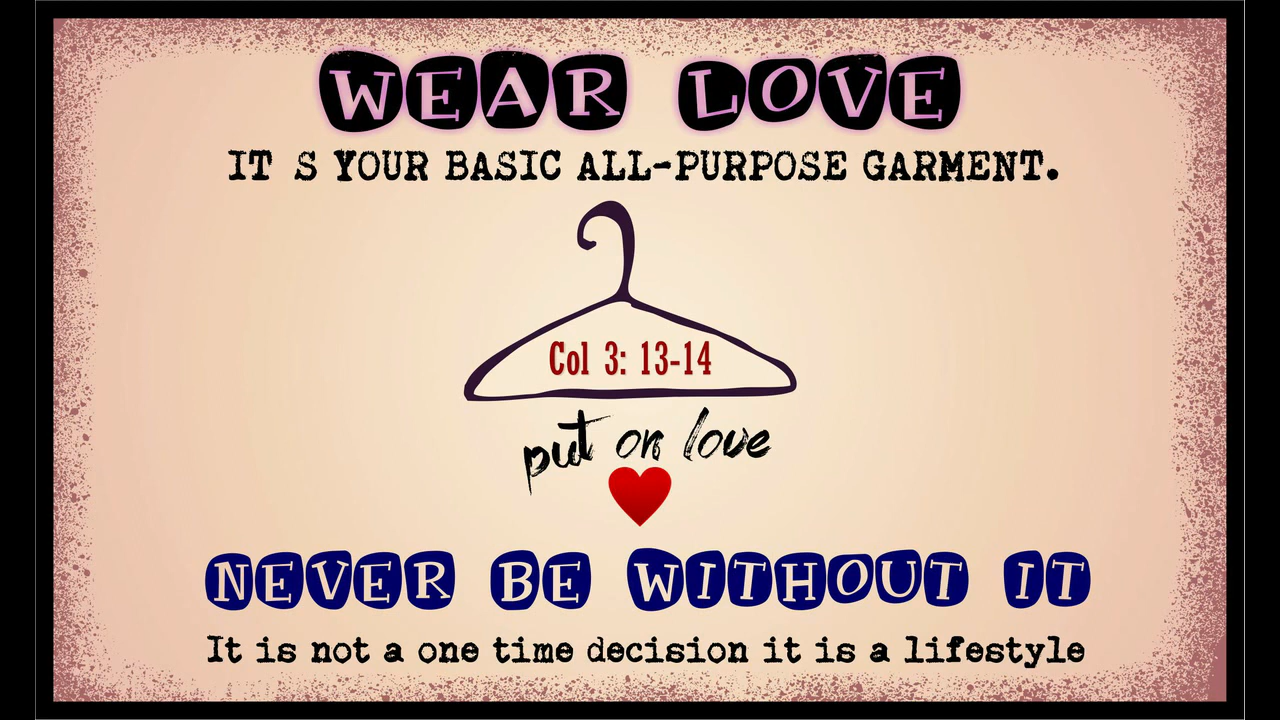 WEAR LOVE
IT S YOUR BASIC ALL-PURPOSE GARMENT.
Col 3: 13-14
put on love
NEVER BE WITHOUT IT
It is not a one time decision it is a lifestyle